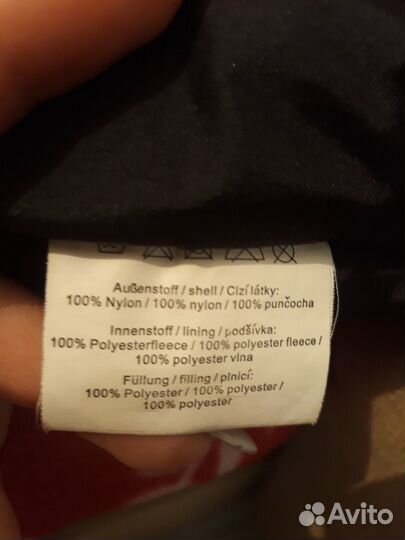 Außenstoff / shell / Cizí látky:
100% Nylon / 100% nylon / 100% punčocha
Innenstoff / lining / podšívka:
100% Polyesterfleece / 100% polyester fleece /
100% polyester vlna
Füllung / filling / plnicí:
100% Polyester / 100% polyester /
100% polyester
Avito